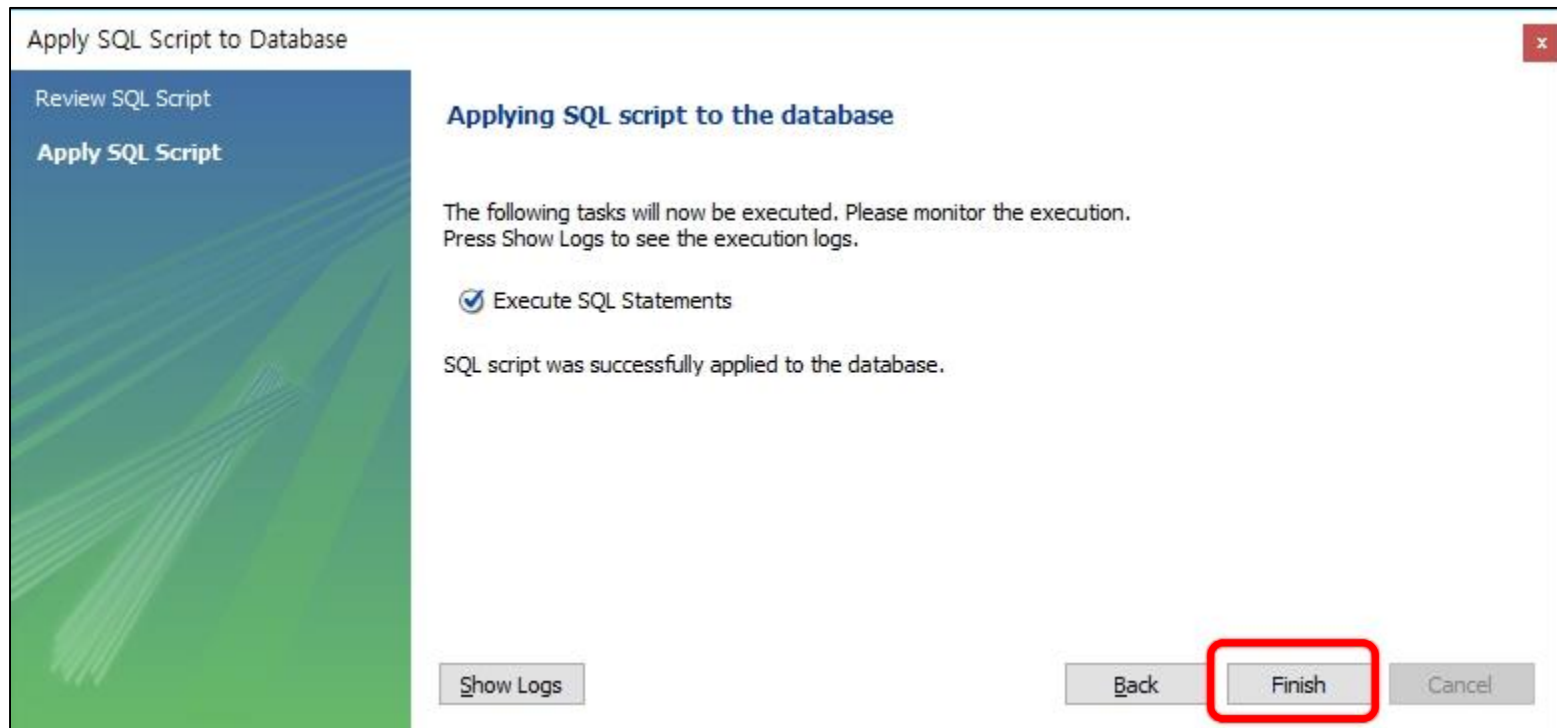 Apply SQL Script to Database
x
Review SQL Script
Apply SQL Script
Applying SQL script to the database
The following tasks will now be executed. Please monitor the execution.
Press Show Logs to see the execution logs.
Execute SQL Statements
SQL script was successfully applied to the database.
Show Logs
Back
Finish
Cancel